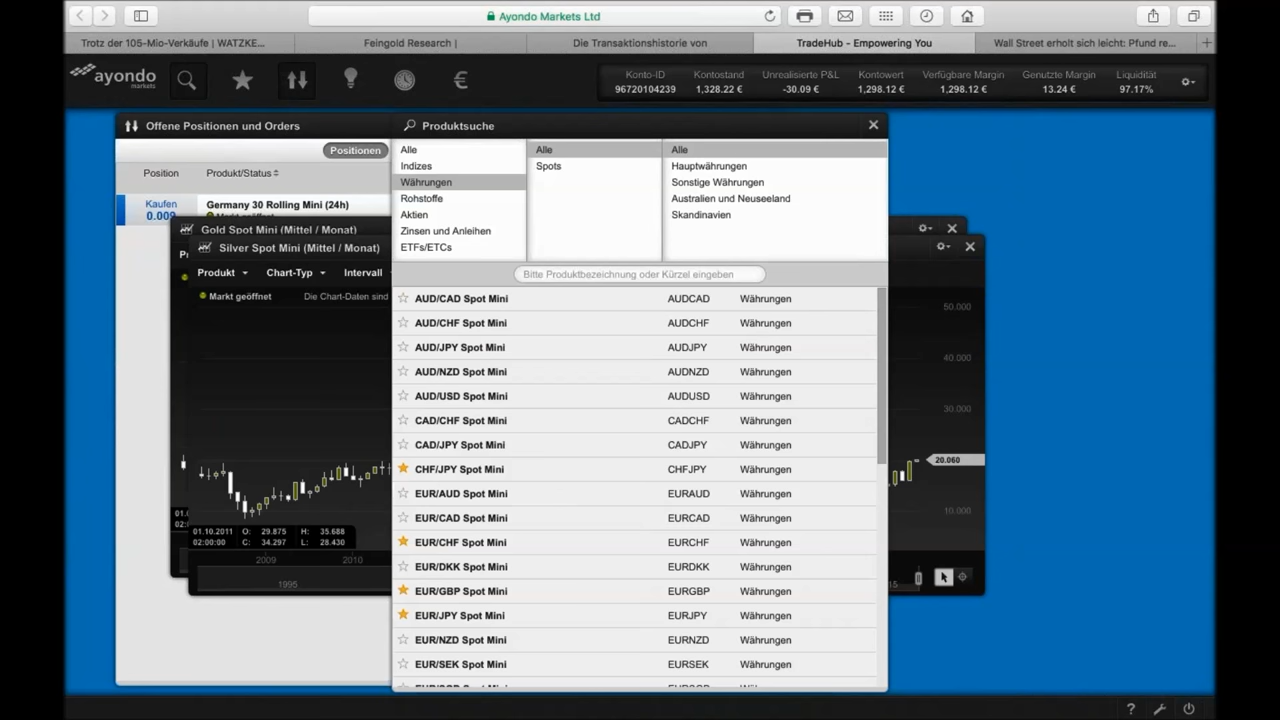 Ayondo Markets Ltd
Trotz der 105-Mio-Verkäufe | WATZKE...
Feingold Research |
Die Transaktionshistorie von
TradeHub - Empowering You
Wall Street erholt sich leicht: Pfund re...
ayondo
markets
Konto-ID
96720104239
Kontostand
1,328.22 €
Unrealisierte P&L
-30.09 €
Kontowert
1,298.12 €
Verfügbare Margin
1,298.12 €
Genutzte Margin
13.24 €
Liquidität
97.17%
Offene Positionen und Orders
Positionen
Position
Produkt/Status
Kaufen
0.009
Germany 30 Rolling Mini (24h)
Gold Spot Mini (Mittel / Monat)
Silver Spot Mini (Mittel / Monat)
Produkt
Chart-Typ
Intervall
Markt geöffnet
Die Chart-Daten sind
01.10.2011 O: 29.875 H: 35.688
02:00:00 C: 34.297 L: 28.430
2009
2010
1995
50.000
40.000
30.000
20.060
10.000
Produktsuche
Alle
Indizes
Währungen
Rohstoffe
Aktien
Zinsen und Anleihen
ETFs/ETCs
Alle
Spots
Alle
Hauptwährungen
Sonstige Währungen
Australien und Neuseeland
Skandinavien
Bitte Produktbezeichnung oder Kürzel eingeben
AUD/CAD Spot Mini AUDCAD Währungen
AUD/CHF Spot Mini AUDCHF Währungen
AUD/JPY Spot Mini AUDJPY Währungen
AUD/NZD Spot Mini AUDNZD Währungen
AUD/USD Spot Mini AUDUSD Währungen
CAD/CHF Spot Mini CADCHF Währungen
CAD/JPY Spot Mini CADJPY Währungen
CHF/JPY Spot Mini CHFJPY Währungen
EUR/AUD Spot Mini EURAUD Währungen
EUR/CAD Spot Mini EURCAD Währungen
EUR/CHF Spot Mini EURCHF Währungen
EUR/DKK Spot Mini EURDKK Währungen
EUR/GBP Spot Mini EURGBP Währungen
EUR/JPY Spot Mini EURJPY Währungen
EUR/NZD Spot Mini EURNZD Währungen
EUR/SEK Spot Mini EURSEK Währungen